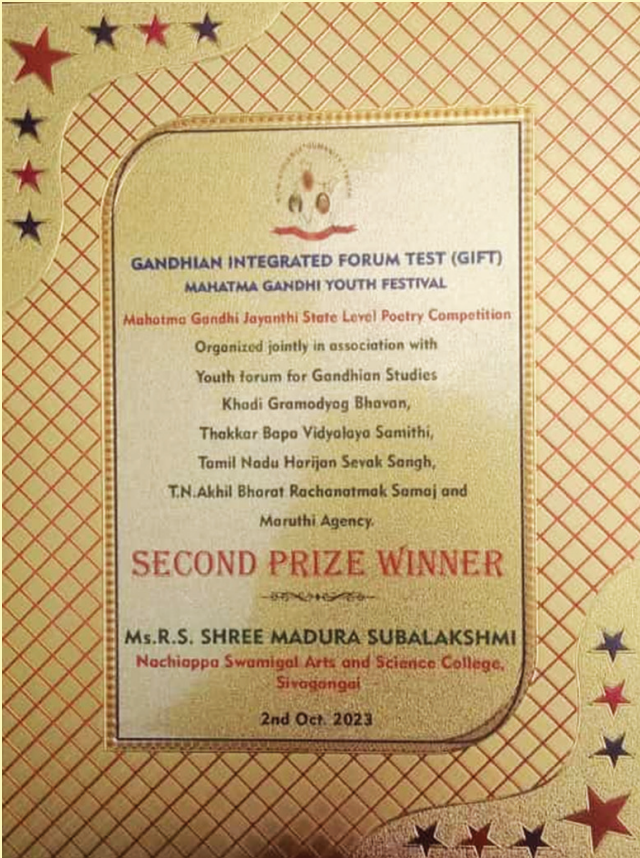 GANDHIAN INTEGRATED FORUM TEST (GIFT)
MAHATMA GANDHI YOUTH FESTIVAL
Mahatma Gandhi Jayanthi State Level Poetry Competition
Organized jointly in association with
Youth forum for Gandhian Studies
Khadi Gramodyog Bhavan,
Thakkar Bapa Vidyalaya Samithi,
Tamil Nadu Harijan Sevak Sangh,
T.N.Akhil Bharat Rachanatmak Samaj and
Maruthi Agency.
SECOND PRIZE WINNER
Ms.R.S. SHREE MADURA SUBALAKSHMI
Nachiappa Swamigal Arts and Science College,
Sivagangai
2nd Oct. 2023